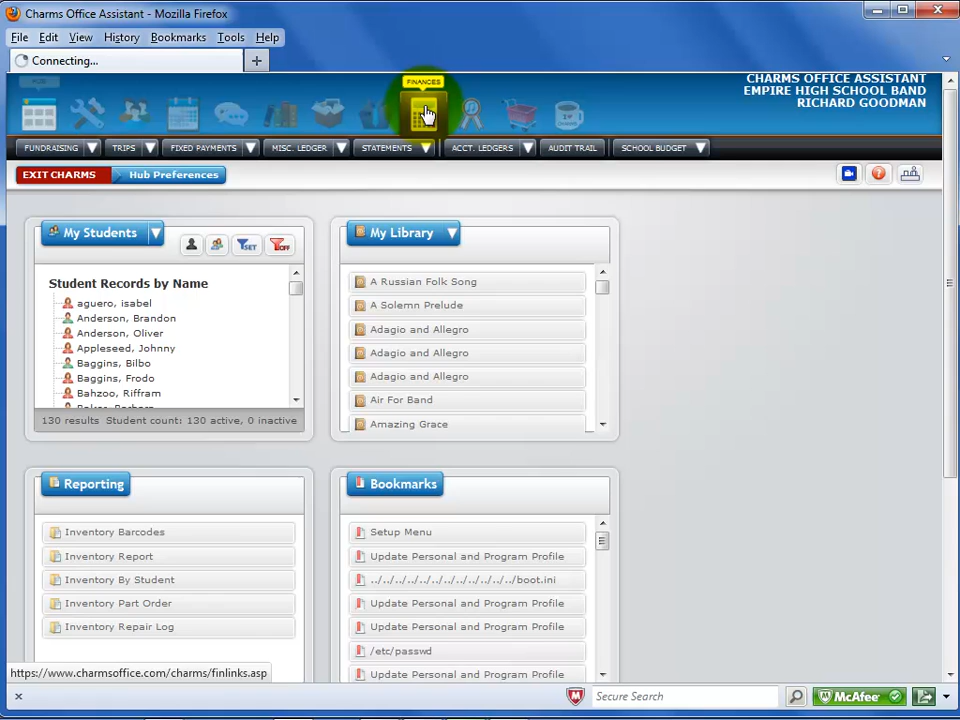 Charms Office Assistant - Mozilla Firefox
File Edit View History Bookmarks Tools Help
Connecting...
HUB
FINANCES
CHARMS OFFICE ASSISTANT
EMPIRE HIGH SCHOOL BAND
RICHARD GOODMAN
FUNDRAISING TRIPS FIXED PAYMENTS MISC. LEDGER STATEMENTS ACCT. LEDGERS AUDIT TRAIL SCHOOL BUDGET
EXIT CHARMS Hub Preferences
My Students
SET
OFF
Student Records by Name
aguero, isabel
Anderson, Brandon
Anderson, Oliver
Appleseed, Johnny
Baggins, Bilbo
Baggins, Frodo
Bahzoo, Riffram
130 results Student count: 130 active, 0 inactive
My Library
A Russian Folk Song
A Solemn Prelude
Adagio and Allegro
Adagio and Allegro
Adagio and Allegro
Air For Band
Amazing Grace
Reporting
Inventory Barcodes
Inventory Report
Inventory By Student
Inventory Part Order
Inventory Repair Log
Bookmarks
Setup Menu
Update Personal and Program Profile
../../../../../../../../../../../../boot.ini
Update Personal and Program Profile
Update Personal and Program Profile
/etc/passwd
Update Personal and Program Profile
https://www.charmsoffice.com/charms/finlinks.asp
Secure Search
McAfee